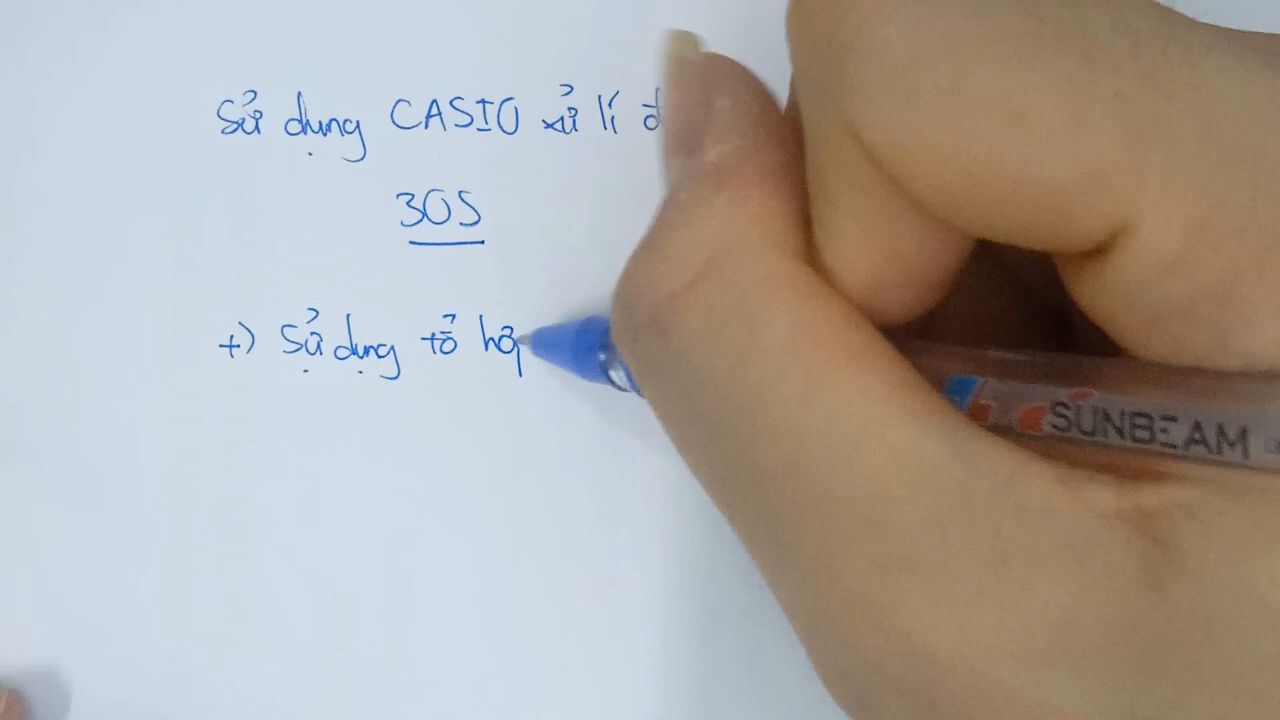 Sử dụng CASIO xử lí
30S
+) Sử dụng tổ hợp
SUNBEAM